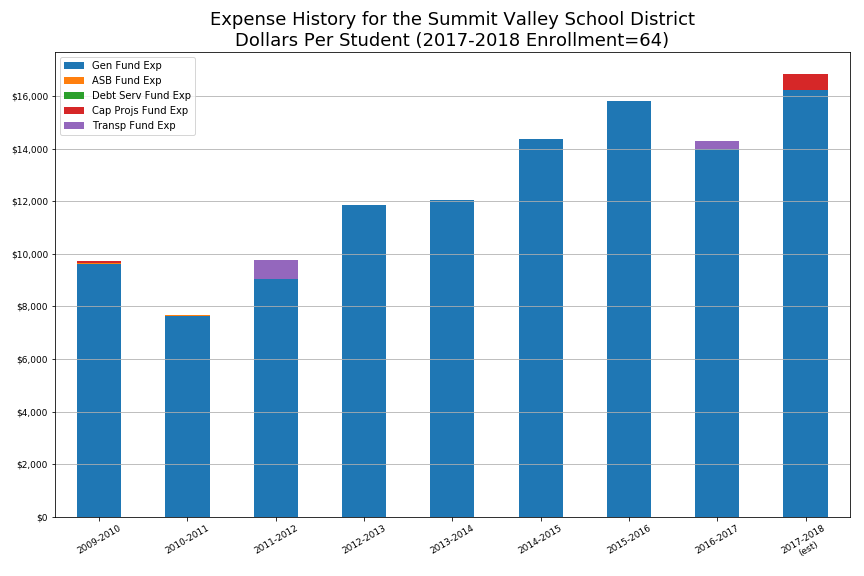 Expense History for the Summit Valley School District
Dollars Per Student (2017-2018 Enrollment=64)
Gen Fund Exp
ASB Fund Exp
Debt Serv Fund Exp
Cap Projs Fund Exp
Transp Fund Exp
$16,000
$14,000
$12,000
$10,000
$8,000
$6,000
$4,000
$2,000
$0
2009-2010
2010-2011
2011-2012
2012-2013
2013-2014
2014-2015
2015-2016
2016-2017
2017-2018
(est)